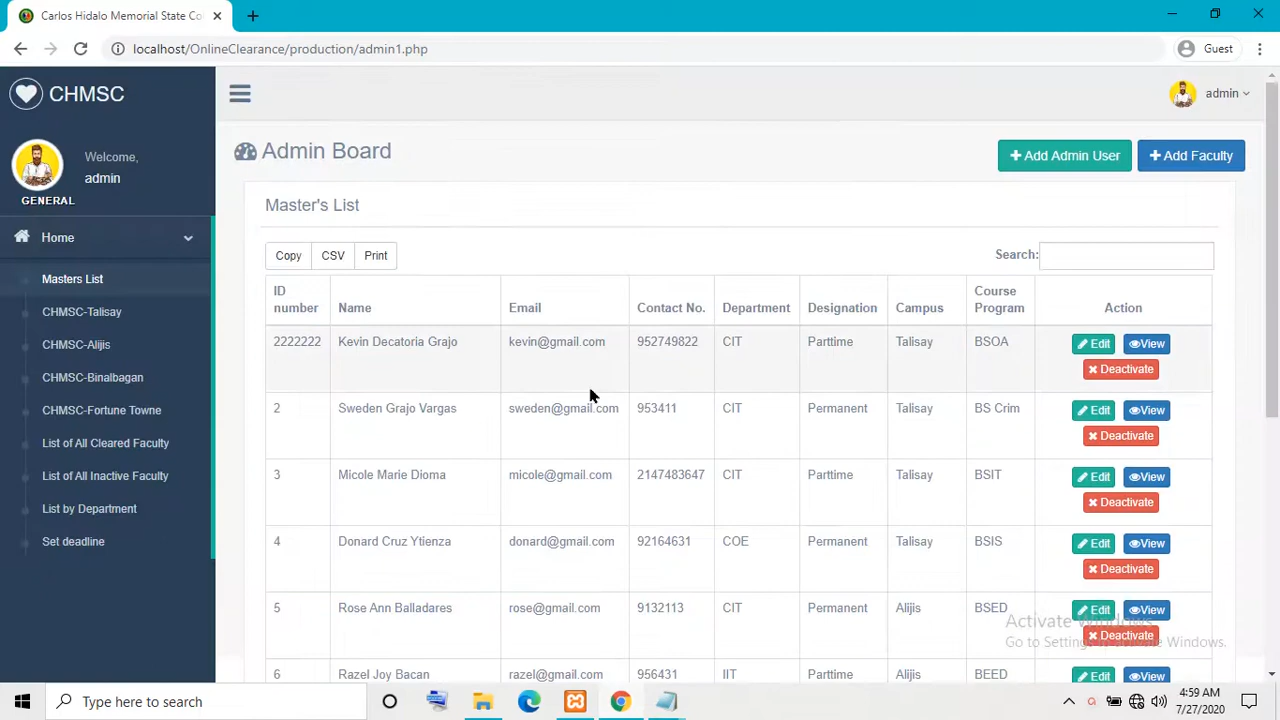 Carlos Hidalo Memorial State Co
localhost/OnlineClearance/production/admin1.php
Guest
CHMSC
admin
Welcome,
admin
GENERAL
Admin Board
+ Add Admin User
+ Add Faculty
Home
Masters List
CHMSC-Talisay
CHMSC-Alijis
CHMSC-Binalbagan
CHMSC-Fortune Towne
List of All Cleared Faculty
List of All Inactive Faculty
List by Department
Set deadline
Master's List
Copy CSV Print Search:
ID number Name Email Contact No. Department Designation Campus Course Program Action
2222222 Kevin Decatoria Grajo kevin@gmail.com 952749822 CIT Parttime Talisay BSOA Edit View
Deactivate
2 Sweden Grajo Vargas sweden@gmail.com 953411 CIT Permanent Talisay BS Crim Edit View
Deactivate
3 Micole Marie Dioma micole@gmail.com 2147483647 CIT Parttime Talisay BSIT Edit View
Deactivate
4 Donard Cruz Ytienza donard@gmail.com 92164631 COE Permanent Talisay BSIS Edit View
Deactivate
5 Rose Ann Balladares rose@gmail.com 9132113 CIT Permanent Alijis BSED Edit View
Deactivate
6 Razel Joy Bacan razel@gmail.com 956431 IIT Parttime Alijis BEED Edit View
Activate Windows
Go to Settings to activate Windows.
Type here to search
4:59 AM
7/27/2020